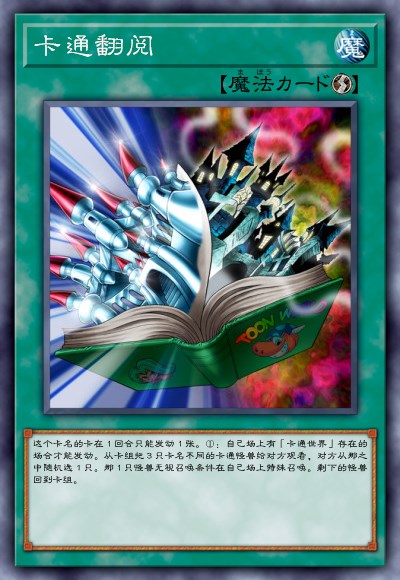 卡通翻阅
魔
まほう
【魔法カード】
TOON W
这个卡名的卡在1回合只能发动1张。①：自己场上有「卡通世界」存在的
场合才能发动。从卡组把3只卡名不同的卡通怪兽给对方观看，对方从那之
中随机选1只。那1只怪兽无视召唤条件在自己场上特殊召唤。剩下的怪兽
回到卡组。